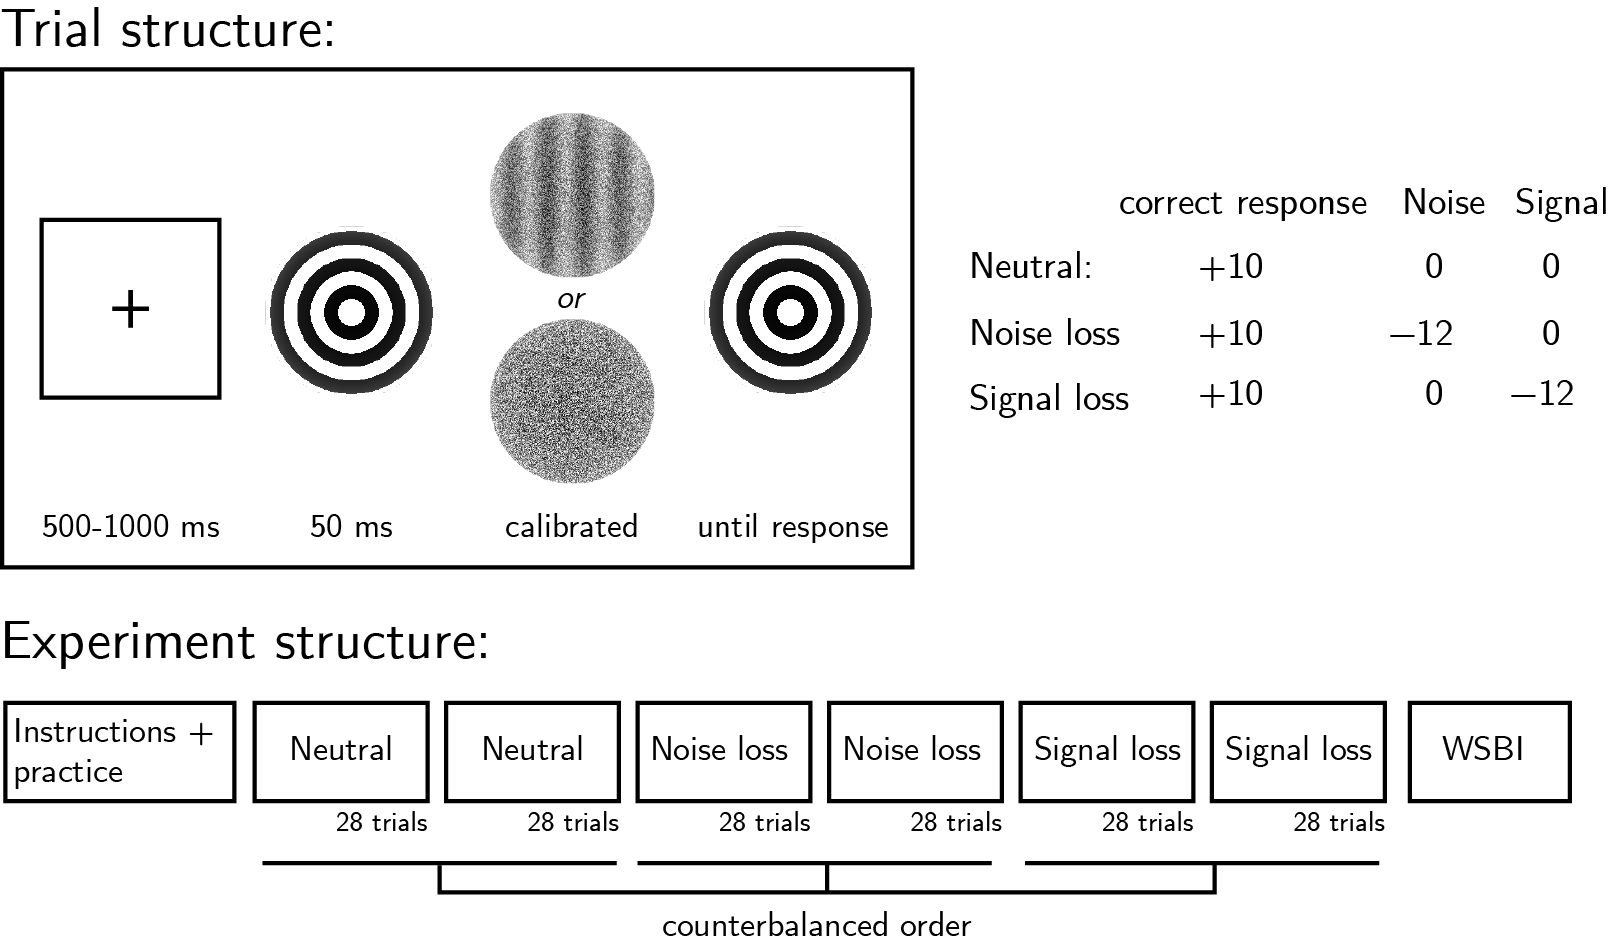 Trial structure:
+
or
500-1000 ms 50 ms calibrated until response
correct response Noise Signal
Neutral: +10 0 0
Noise loss +10 −12 0
Signal loss +10 0 −12
Experiment structure:
Instructions +
practice
Neutral
Neutral
Noise loss
Noise loss
Signal loss
Signal loss
WSBI
28 trials 28 trials 28 trials 28 trials 28 trials 28 trials
counterbalanced order